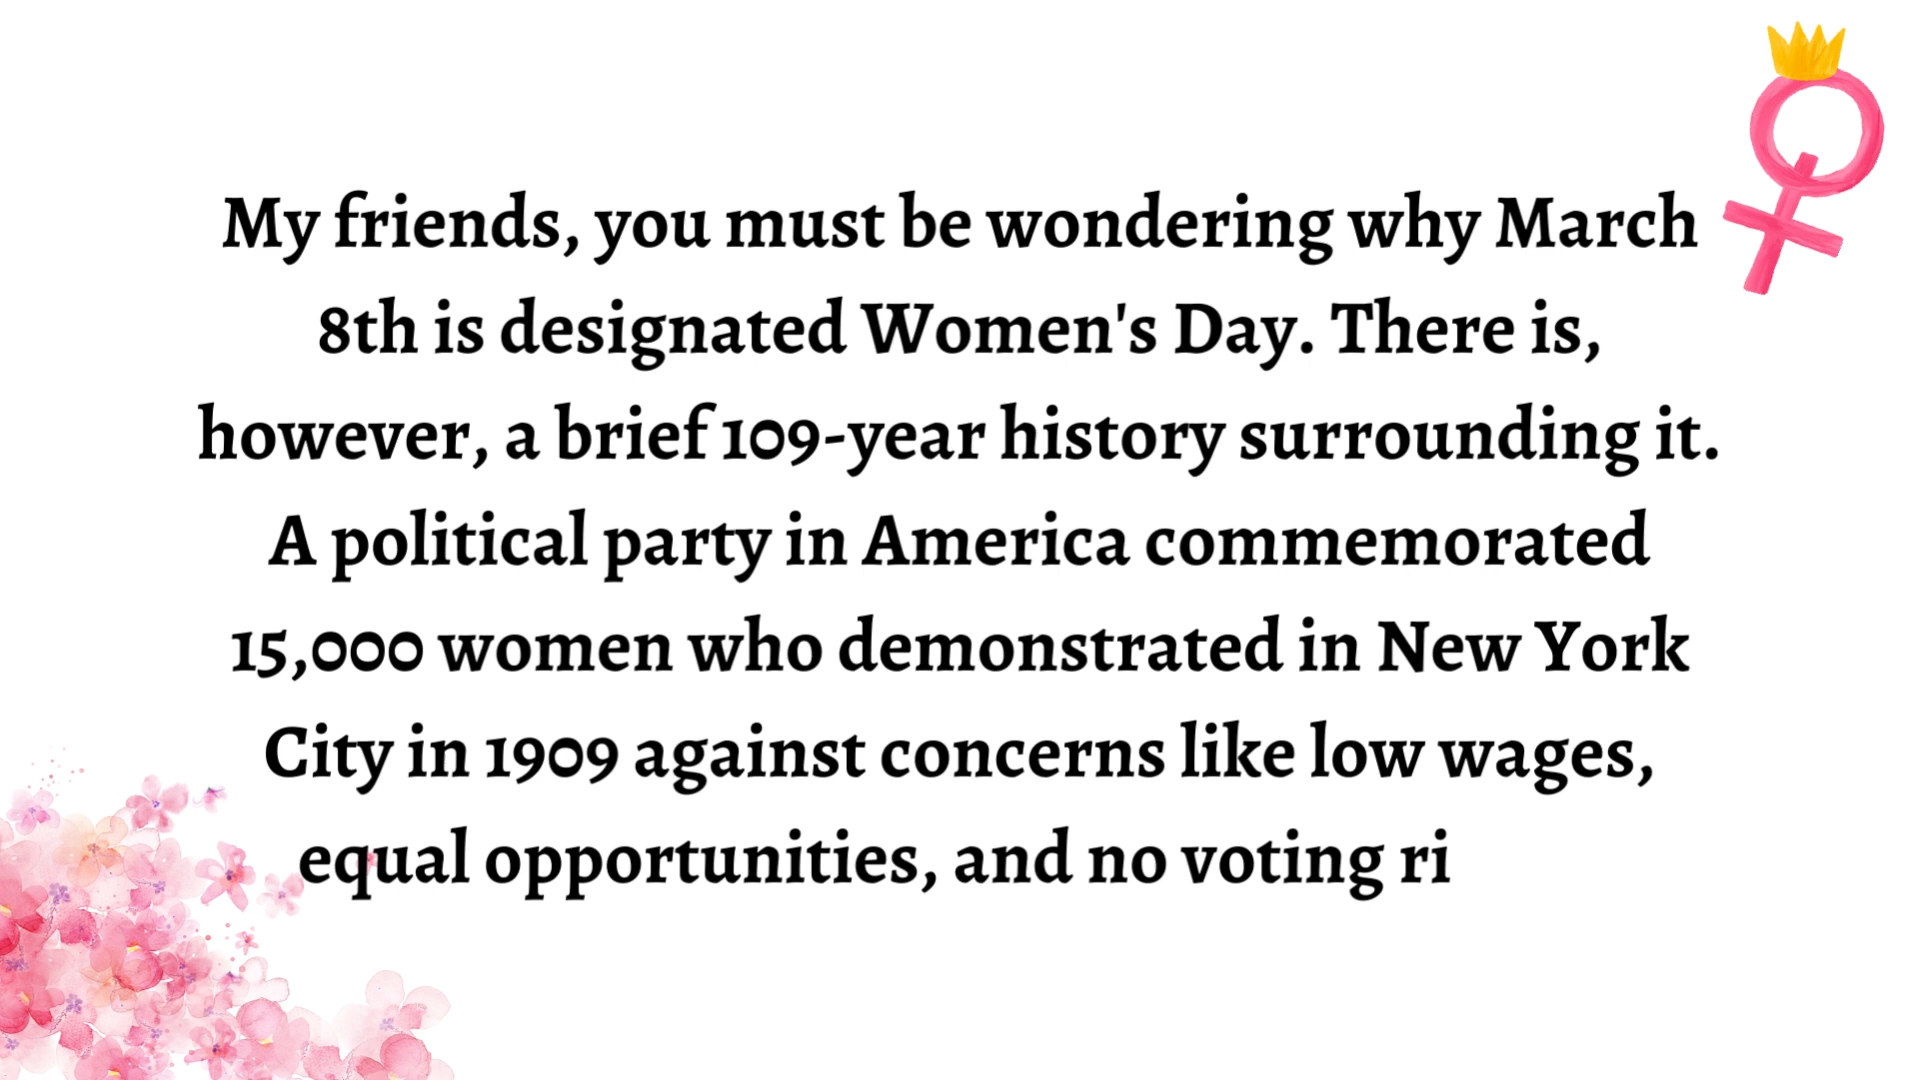 My friends, you must be wondering why March
8th is designated Women's Day. There is,
however, a brief 109-year history surrounding it.
A political party in America commemorated
15,000 women who demonstrated in New York
City in 1909 against concerns like low wages,
equal opportunities, and no voting ri